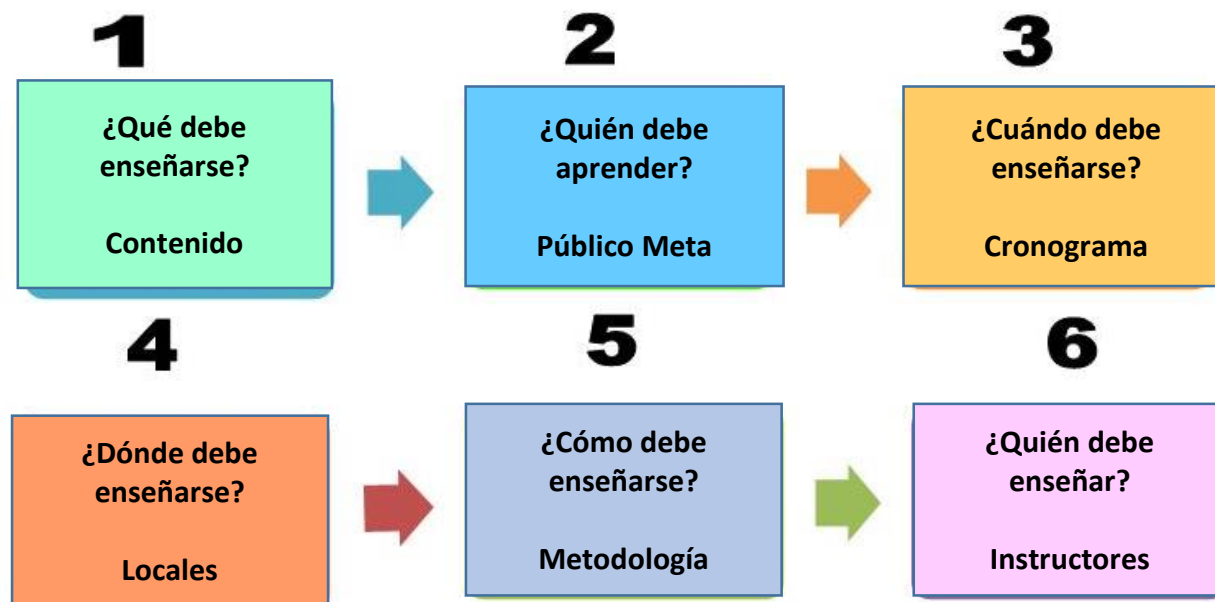 1
¿Qué debe
enseñarse?
Contenido
2
¿Quién debe
aprender?
Público Meta
3
¿Cuándo debe
enseñarse?
Cronograma
4
¿Dónde debe
enseñarse?
Locales
5
¿Cómo debe
enseñarse?
Metodología
6
¿Quién debe
enseñar?
Instructores